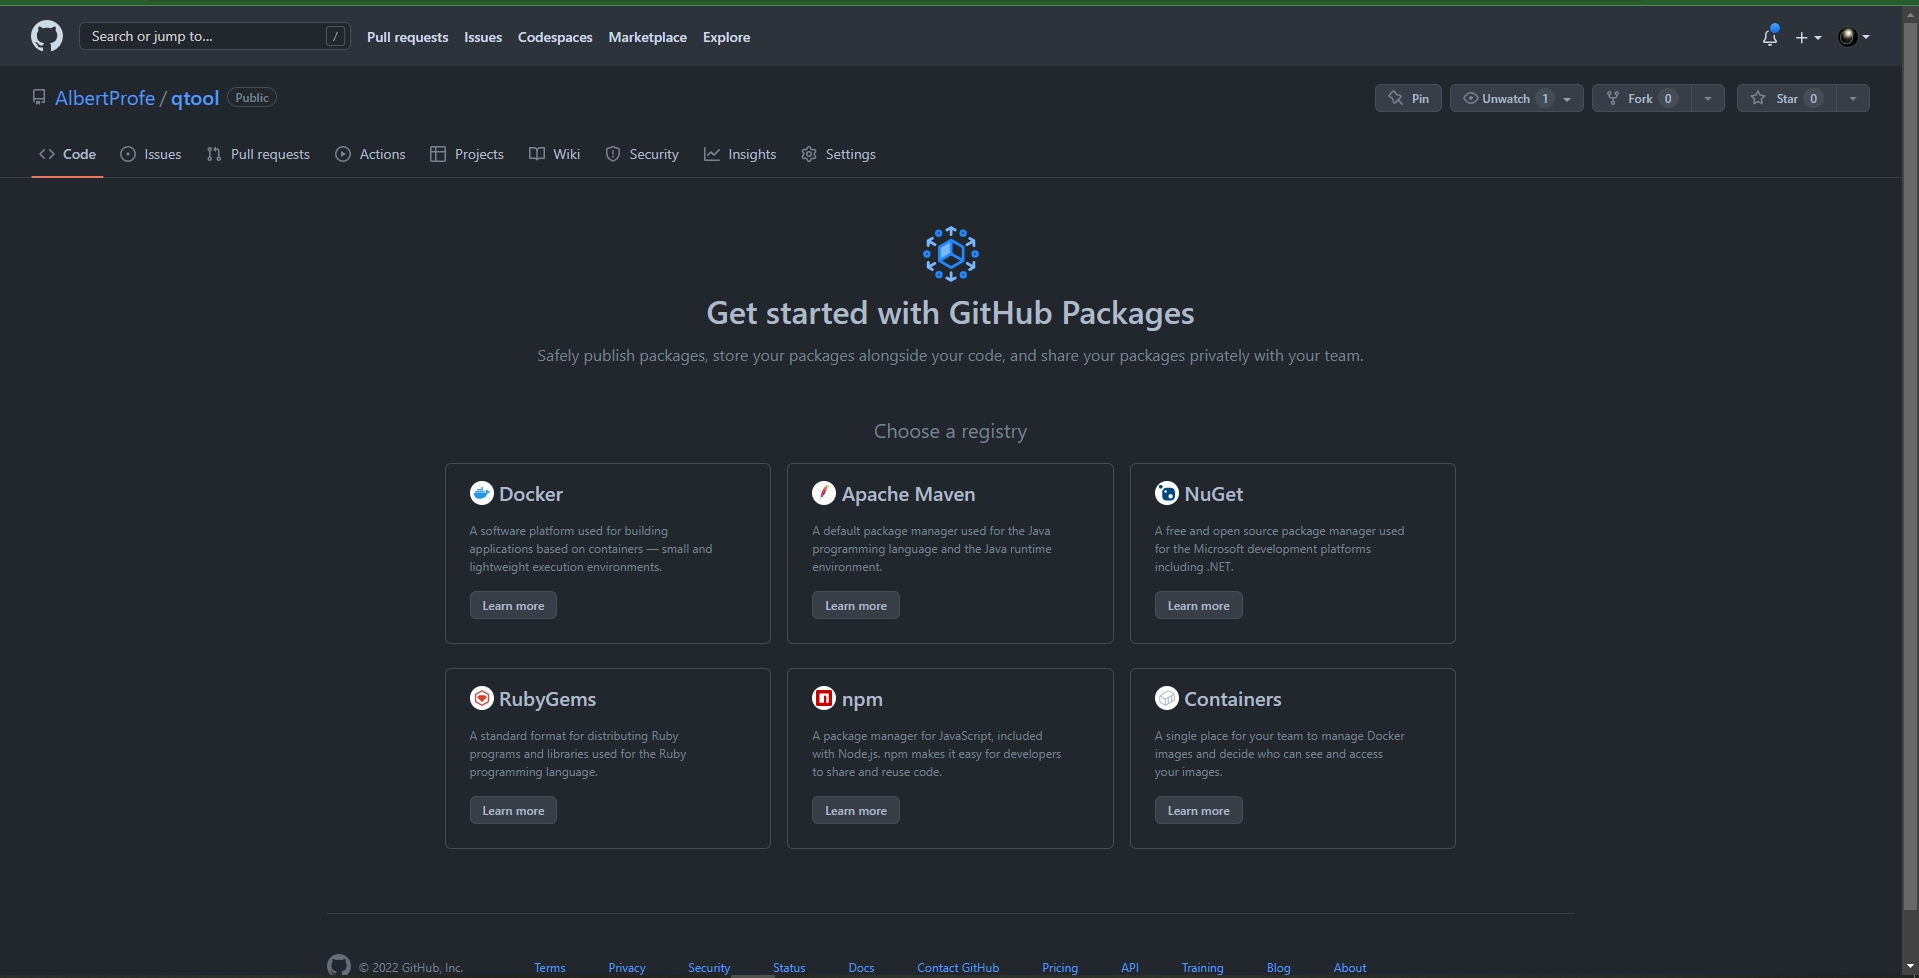 Search or jump to... /
Pull requests Issues Codespaces Marketplace Explore
AlbertProfe / qtool Public
Pin Unwatch 1 Fork 0 Star 0
Code Issues Pull requests Actions Projects Wiki Security Insights Settings
Get started with GitHub Packages
Safely publish packages, store your packages alongside your code, and share your packages privately with your team.
Choose a registry
Docker
A software platform used for building
applications based on containers — small and
lightweight execution environments.
Learn more
Apache Maven
A default package manager used for the Java
programming language and the Java runtime
environment.
Learn more
NuGet
A free and open source package manager used
for the Microsoft development platforms
including .NET.
Learn more
RubyGems
A standard format for distributing Ruby
programs and libraries used for the Ruby
programming language.
Learn more
npm
A package manager for JavaScript, included
with Node.js. npm makes it easy for developers
to share and reuse code.
Learn more
Containers
A single place for your team to manage Docker
images and decide who can see and access
your images.
Learn more
© 2022 GitHub, Inc. Terms Privacy Security Status Docs Contact GitHub Pricing API Training Blog About